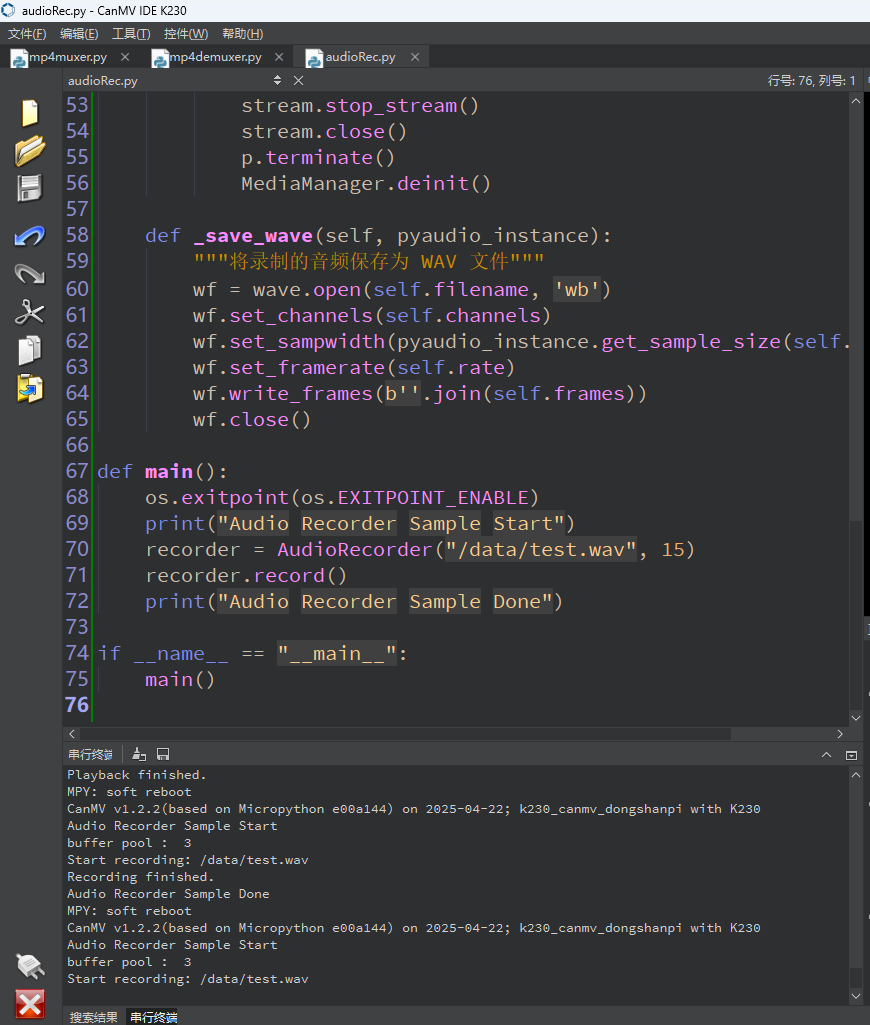 audioRec.py - CanMV IDE K230
文件(F) 编辑(E) 工具(T) 控件(W) 帮助(H)
mp4muxer.py mp4demuxer.py audioRec.py
audioRec.py 行号: 76, 列号: 1
53 stream.stop_stream()
54 stream.close()
55 p.terminate()
56 MediaManager.deinit()
57
58 def _save_wave(self, pyaudio_instance):
59 """将录制的音频保存为 WAV 文件"""
60 wf = wave.open(self.filename, 'wb')
61 wf.set_channels(self.channels)
62 wf.set_sampwidth(pyaudio_instance.get_sample_size(self.
63 wf.set_framerate(self.rate)
64 wf.write_frames(b''.join(self.frames))
65 wf.close()
66
67 def main():
68 os.exitpoint(os.EXITPOINT_ENABLE)
69 print("Audio Recorder Sample Start")
70 recorder = AudioRecorder("/data/test.wav", 15)
71 recorder.record()
72 print("Audio Recorder Sample Done")
73
74 if __name__ == "__main__":
75 main()
76
串行终端
Playback finished.
MPY: soft reboot
CanMV v1.2.2(based on Micropython e00a144) on 2025-04-22; k230_canmv_dongshanpi with K230
Audio Recorder Sample Start
buffer pool :  3
Start recording: /data/test.wav
Recording finished.
Audio Recorder Sample Done
MPY: soft reboot
CanMV v1.2.2(based on Micropython e00a144) on 2025-04-22; k230_canmv_dongshanpi with K230
Audio Recorder Sample Start
buffer pool :  3
Start recording: /data/test.wav
搜索结果 串行终端